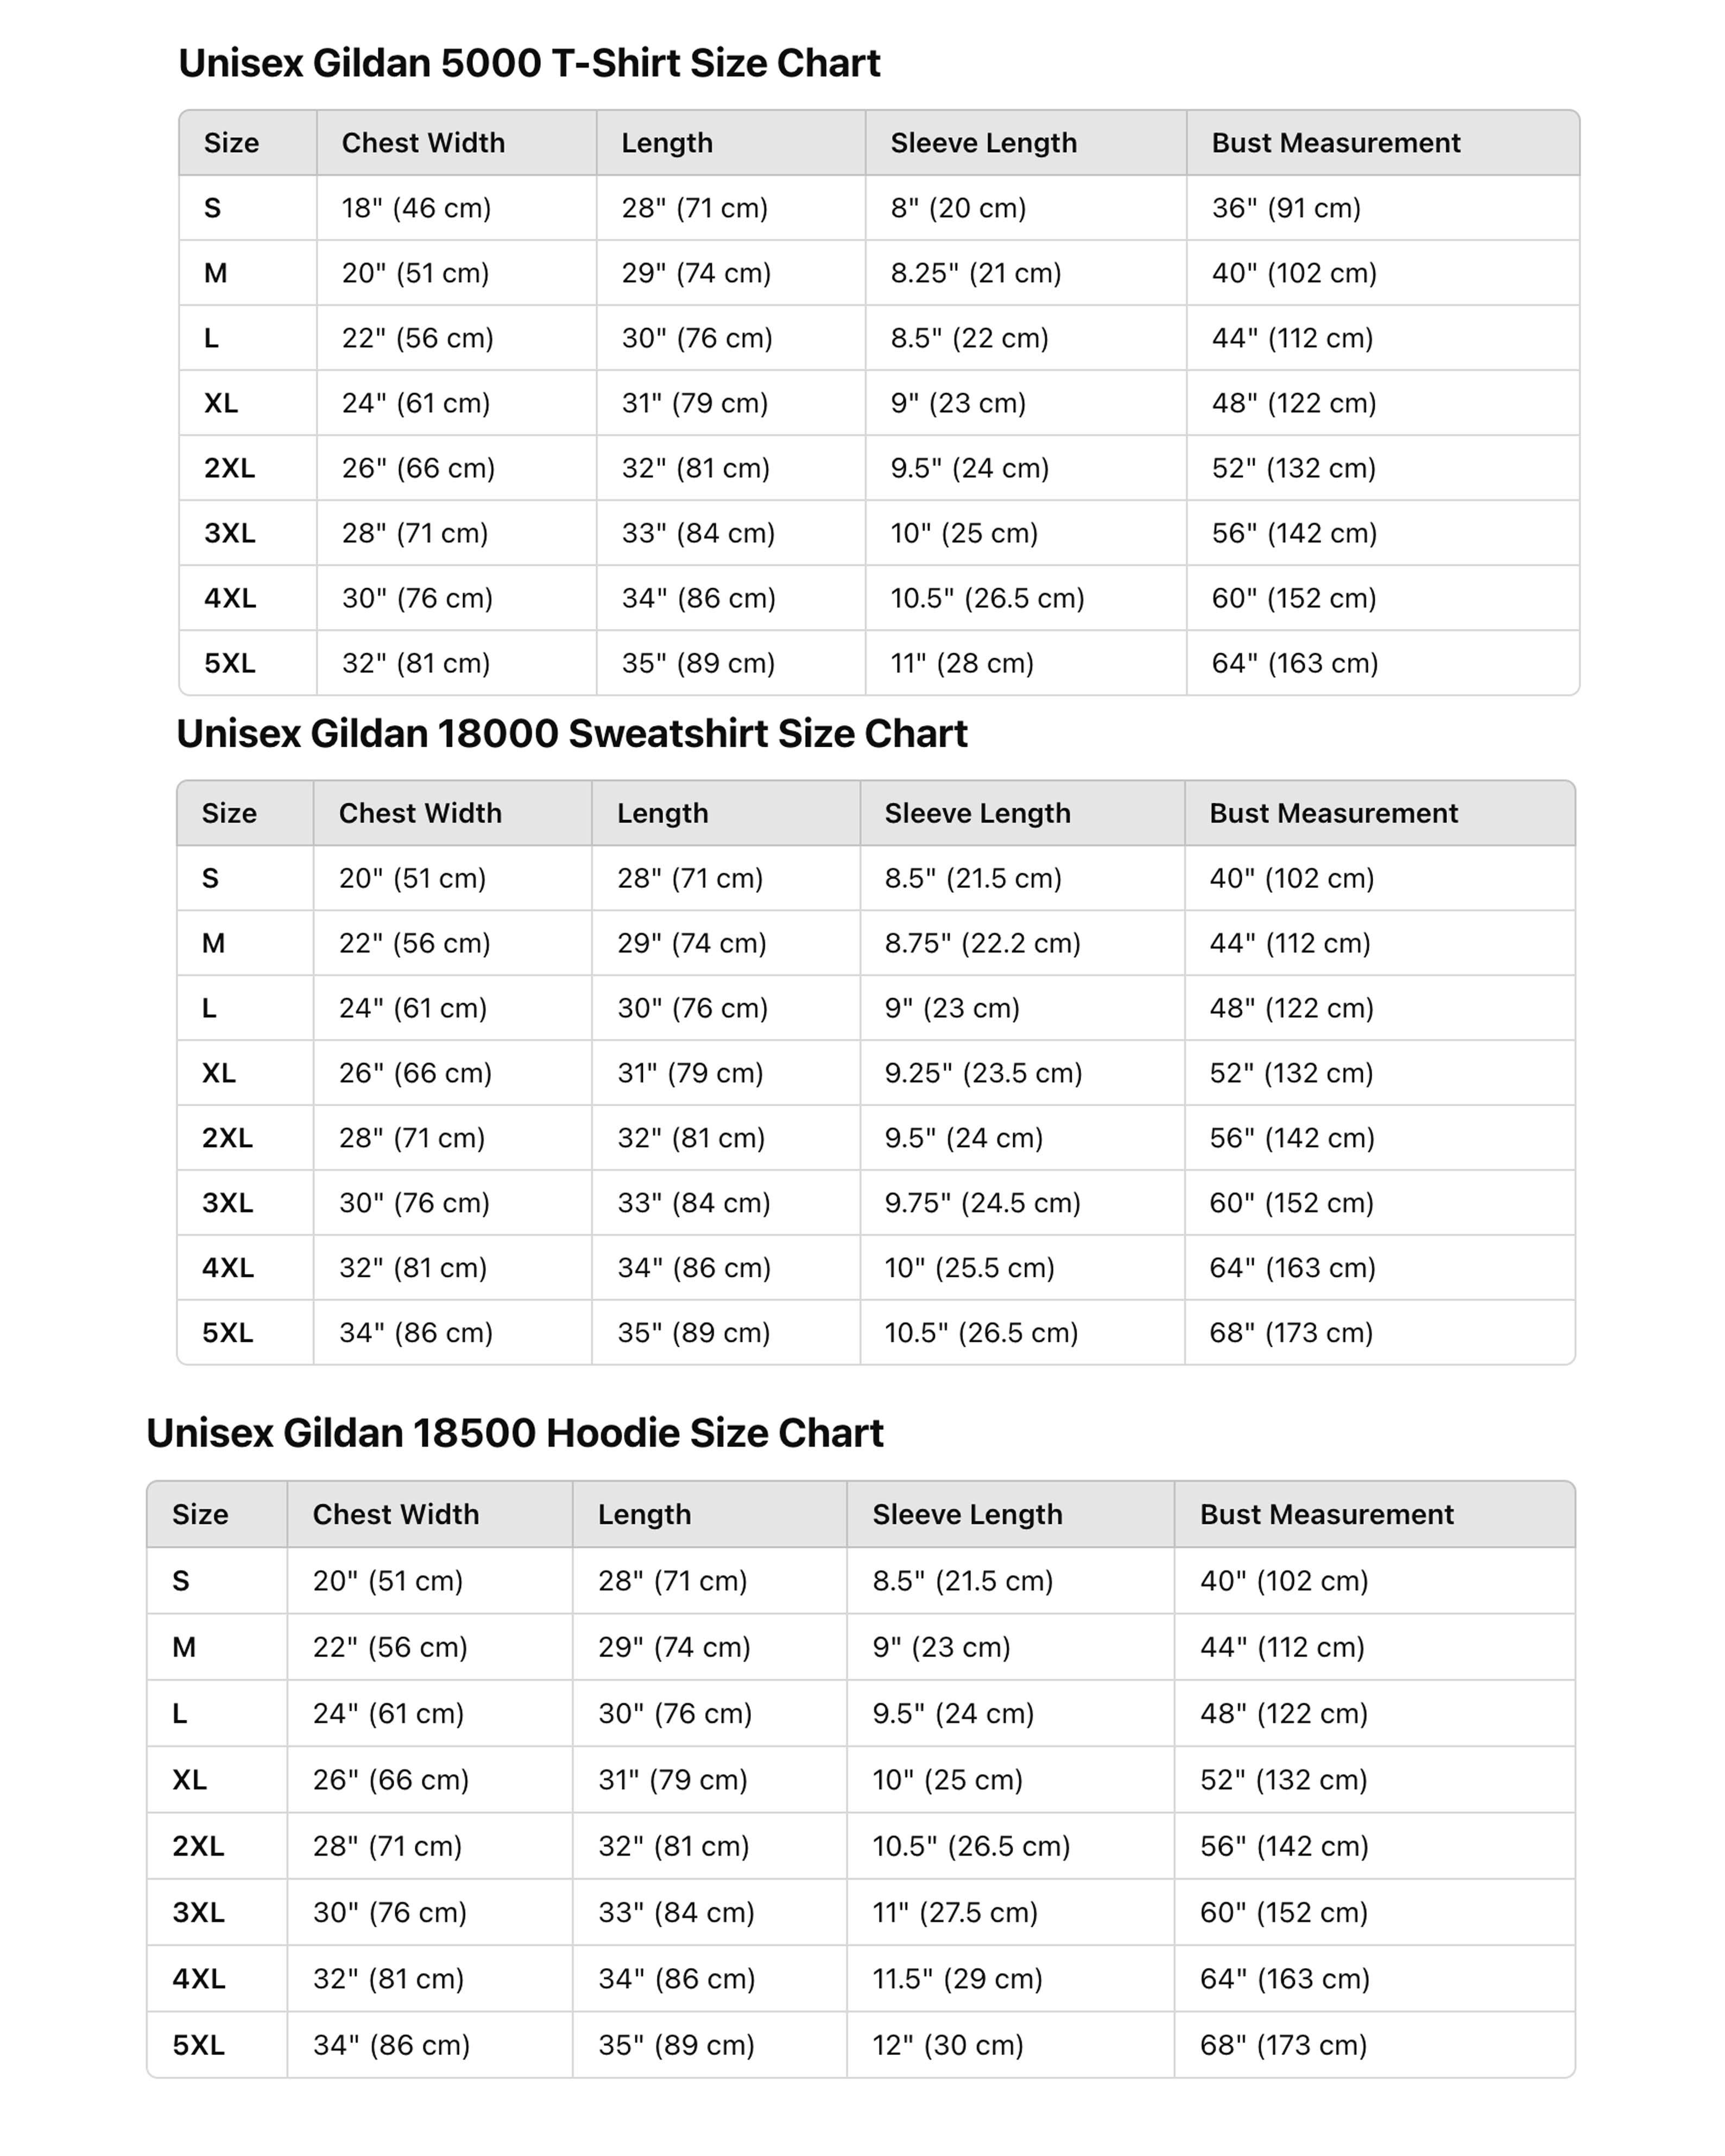 Unisex Gildan 5000 T-Shirt Size Chart
Size Chest Width Length Sleeve Length Bust Measurement
S 18" (46 cm) 28" (71 cm) 8" (20 cm) 36" (91 cm)
M 20" (51 cm) 29" (74 cm) 8.25" (21 cm) 40" (102 cm)
L 22" (56 cm) 30" (76 cm) 8.5" (22 cm) 44" (112 cm)
XL 24" (61 cm) 31" (79 cm) 9" (23 cm) 48" (122 cm)
2XL 26" (66 cm) 32" (81 cm) 9.5" (24 cm) 52" (132 cm)
3XL 28" (71 cm) 33" (84 cm) 10" (25 cm) 56" (142 cm)
4XL 30" (76 cm) 34" (86 cm) 10.5" (26.5 cm) 60" (152 cm)
5XL 32" (81 cm) 35" (89 cm) 11" (28 cm) 64" (163 cm)
Unisex Gildan 18000 Sweatshirt Size Chart
Size Chest Width Length Sleeve Length Bust Measurement
S 20" (51 cm) 28" (71 cm) 8.5" (21.5 cm) 40" (102 cm)
M 22" (56 cm) 29" (74 cm) 8.75" (22.2 cm) 44" (112 cm)
L 24" (61 cm) 30" (76 cm) 9" (23 cm) 48" (122 cm)
XL 26" (66 cm) 31" (79 cm) 9.25" (23.5 cm) 52" (132 cm)
2XL 28" (71 cm) 32" (81 cm) 9.5" (24 cm) 56" (142 cm)
3XL 30" (76 cm) 33" (84 cm) 9.75" (24.5 cm) 60" (152 cm)
4XL 32" (81 cm) 34" (86 cm) 10" (25.5 cm) 64" (163 cm)
5XL 34" (86 cm) 35" (89 cm) 10.5" (26.5 cm) 68" (173 cm)
Unisex Gildan 18500 Hoodie Size Chart
Size Chest Width Length Sleeve Length Bust Measurement
S 20" (51 cm) 28" (71 cm) 8.5" (21.5 cm) 40" (102 cm)
M 22" (56 cm) 29" (74 cm) 9" (23 cm) 44" (112 cm)
L 24" (61 cm) 30" (76 cm) 9.5" (24 cm) 48" (122 cm)
XL 26" (66 cm) 31" (79 cm) 10" (25 cm) 52" (132 cm)
2XL 28" (71 cm) 32" (81 cm) 10.5" (26.5 cm) 56" (142 cm)
3XL 30" (76 cm) 33" (84 cm) 11" (27.5 cm) 60" (152 cm)
4XL 32" (81 cm) 34" (86 cm) 11.5" (29 cm) 64" (163 cm)
5XL 34" (86 cm) 35" (89 cm) 12" (30 cm) 68" (173 cm)